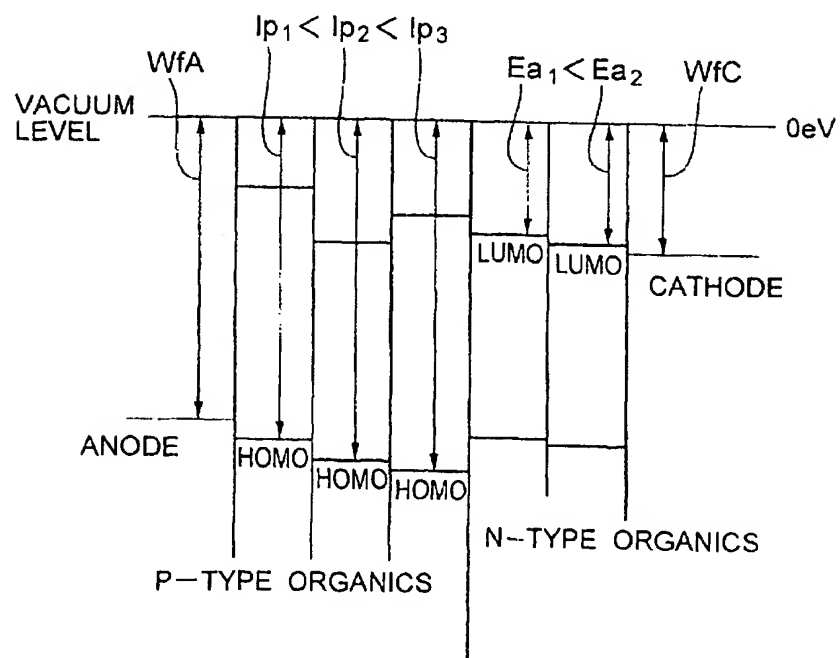 Ip₁ < Ip₂ < Ip₃
WfA
Ea₁ < Ea₂
WfC
VACUUM
LEVEL
0eV
LUMO
LUMO
CATHODE
ANODE
HOMO
HOMO
HOMO
N-TYPE ORGANICS
P-TYPE ORGANICS